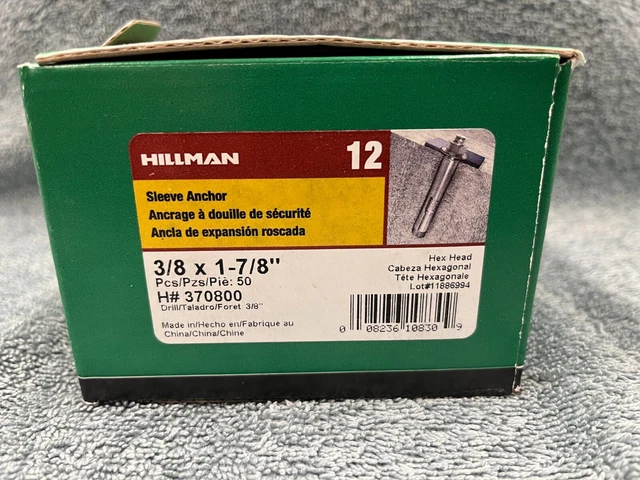 HILLMAN 12
Sleeve Anchor
Ancrage à douille de sécurité
Ancla de expansión roscada
3/8 x 1-7/8"
Pcs/Pzs/Piè: 50
H# 370800
Drill/Taladro/Foret 3/8"
Made in/Hecho en/Fabrique au
China/China/Chine
Hex Head
Cabeza Hexagonal
Tête Hexagonale
Lot#11886994
0 08236 10830 9